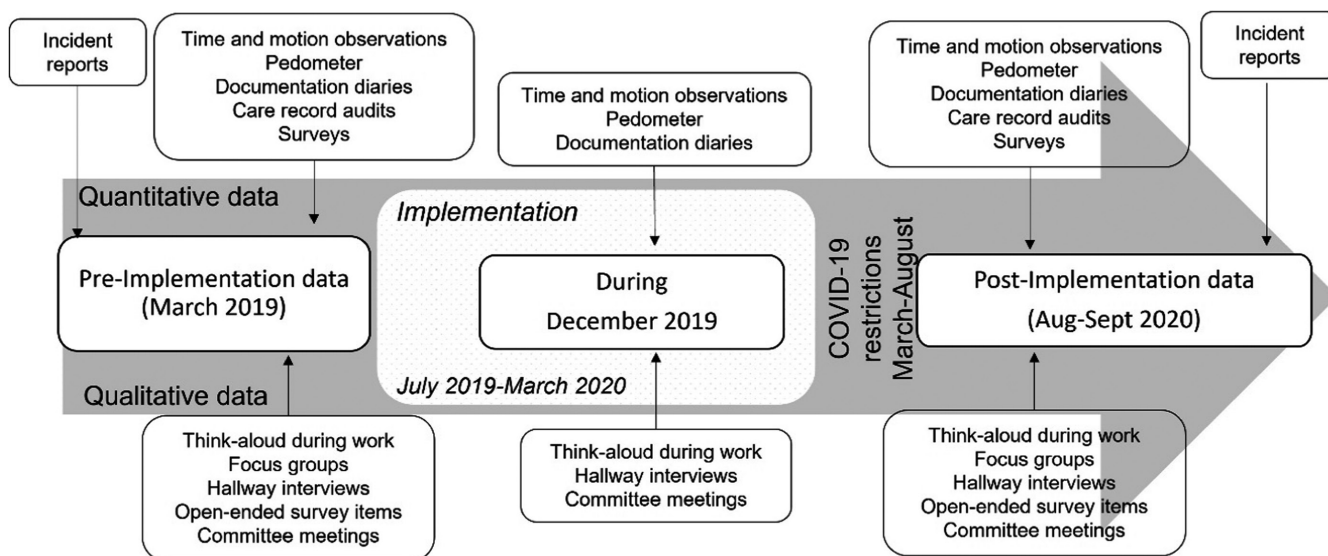 Incident
reports
Time and motion observations
Pedometer
Documentation diaries
Care record audits
Surveys
Time and motion observations
Pedometer
Documentation diaries
Time and motion observations
Pedometer
Documentation diaries
Care record audits
Surveys
Incident
reports
Quantitative data
Implementation
Pre-Implementation data
(March 2019)
During
December 2019
COVID-19
restrictions
March-August
Post-Implementation data
(Aug-Sept 2020)
July 2019-March 2020
Qualitative data
Think-aloud during work
Focus groups
Hallway interviews
Open-ended survey items
Committee meetings
Think-aloud during work
Hallway interviews
Committee meetings
Think-aloud during work
Focus groups
Hallway interviews
Open-ended survey items
Committee meetings